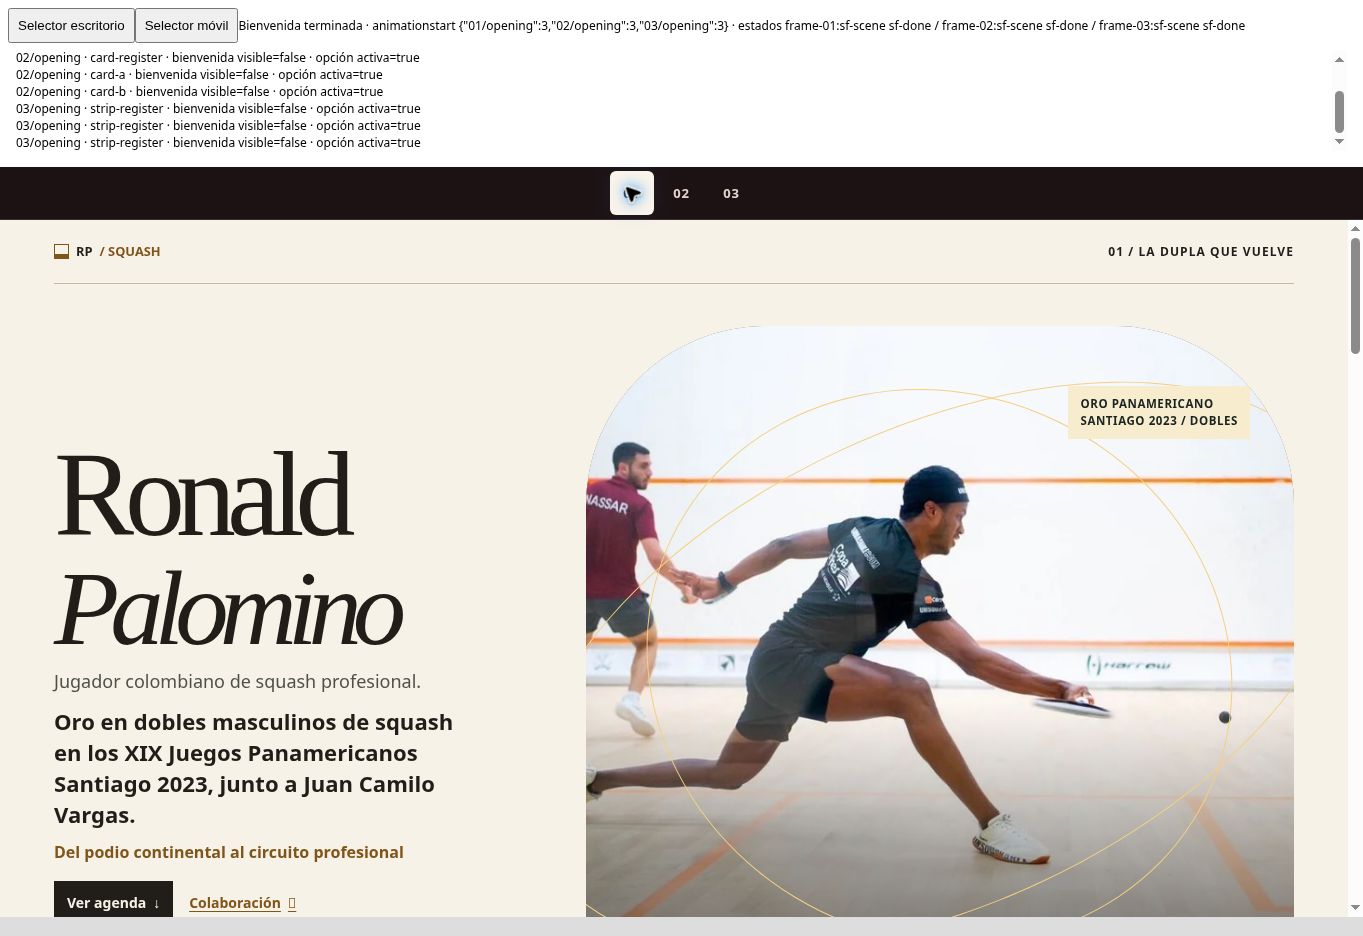 Selector escritorio Selector móvil Bienvenida terminada · animationstart {"01/opening":3,"02/opening":3,"03/opening":3} · estados frame-01:sf-scene sf-done / frame-02:sf-scene sf-done / frame-03:sf-scene sf-done
02/opening · card-register · bienvenida visible=false · opción activa=true
02/opening · card-a · bienvenida visible=false · opción activa=true
02/opening · card-b · bienvenida visible=false · opción activa=true
03/opening · strip-register · bienvenida visible=false · opción activa=true
03/opening · strip-register · bienvenida visible=false · opción activa=true
03/opening · strip-register · bienvenida visible=false · opción activa=true
02 03
RP / SQUASH
01 / LA DUPLA QUE VUELVE
ORO PANAMERICANO
SANTIAGO 2023 / DOBLES
NASSAR
Copa
Harrow
Ronald
Palomino
Jugador colombiano de squash profesional.
Oro en dobles masculinos de squash
en los XIX Juegos Panamericanos
Santiago 2023, junto a Juan Camilo
Vargas.
Del podio continental al circuito profesional
Ver agenda ↓ Colaboración